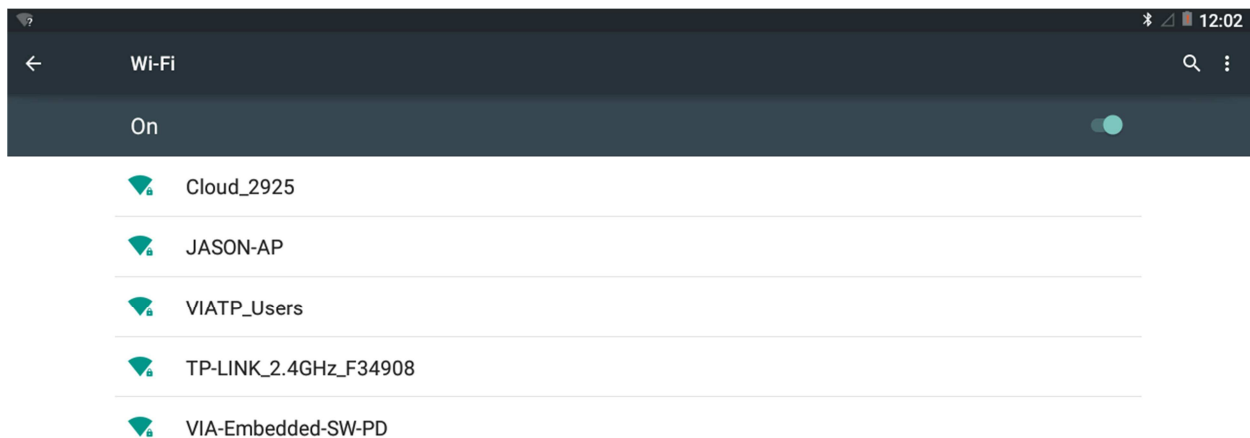 12:02
Wi-Fi
On
Cloud_2925
JASON-AP
VIATP_Users
TP-LINK_2.4GHz_F34908
VIA-Embedded-SW-PD